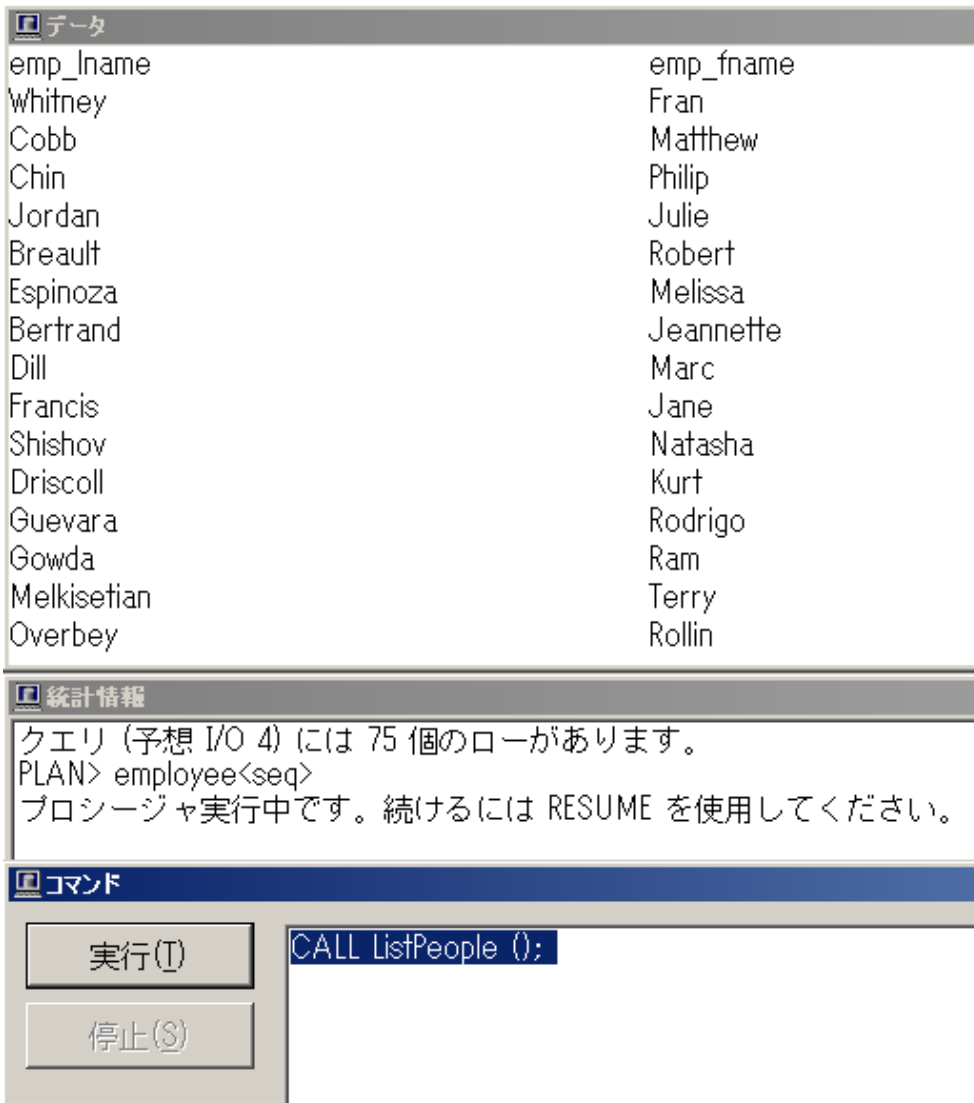 データ
emp_lname emp_fname
Whitney Fran
Cobb Matthew
Chin Philip
Jordan Julie
Breault Robert
Espinoza Melissa
Bertrand Jeannette
Dill Marc
Francis Jane
Shishov Natasha
Driscoll Kurt
Guevara Rodrigo
Gowda Ram
Melkisetian Terry
Overbey Rollin
統計情報
クエリ (予想 I/O 4) には 75 個のローがあります。
PLAN> employee<seq>
プロシージャ実行中です。続けるには RESUME を使用してください。
コマンド
実行(T) CALL ListPeople ();
停止(S)